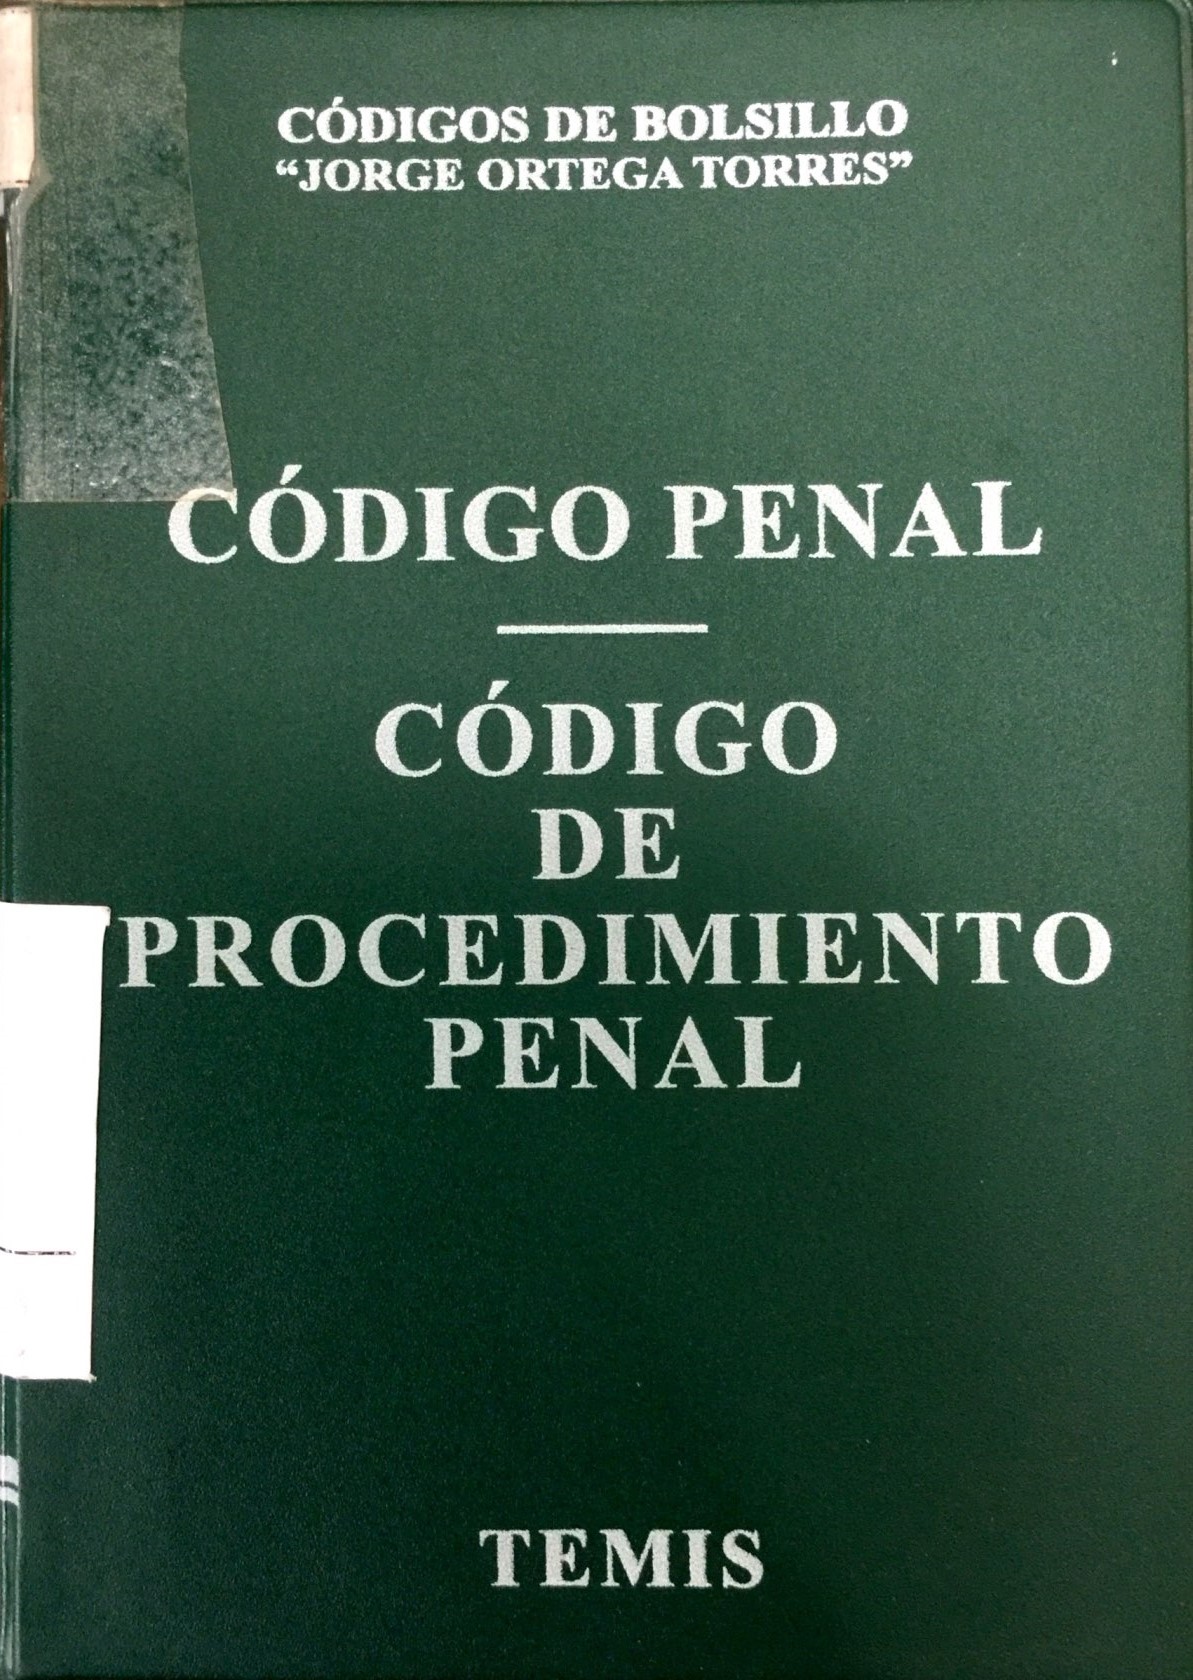 CÓDIGOS DE BOLSILLO
“JORGE ORTEGA TORRES”
CÓDIGO PENAL
CÓDIGO
DE
PROCEDIMIENTO
PENAL
TEMIS